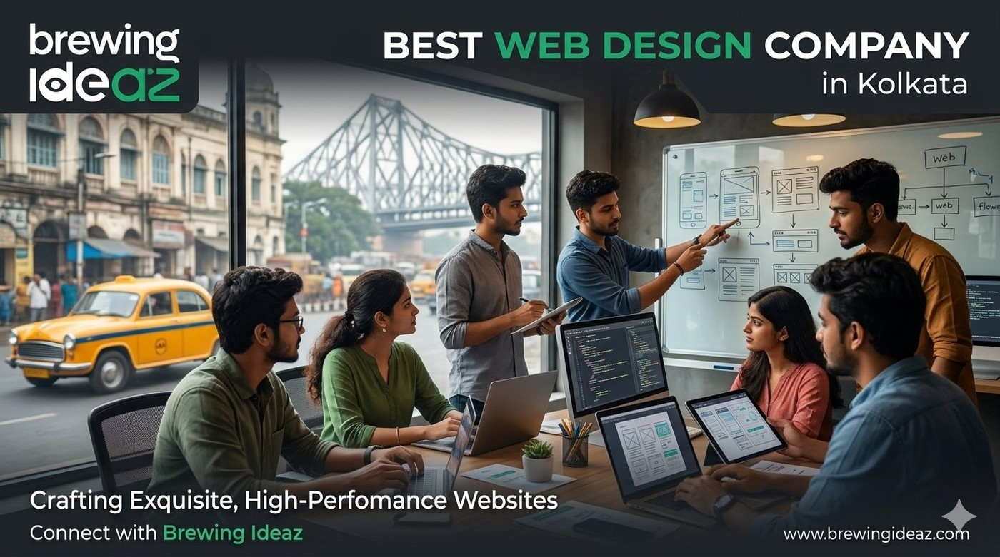 brewing
ideaz
BEST WEB DESIGN COMPANY
in Kolkata
web
web
Crafting Exquisite, High-Perfomance Websites
Connect with Brewing Ideaz
www.brewingideaz.com